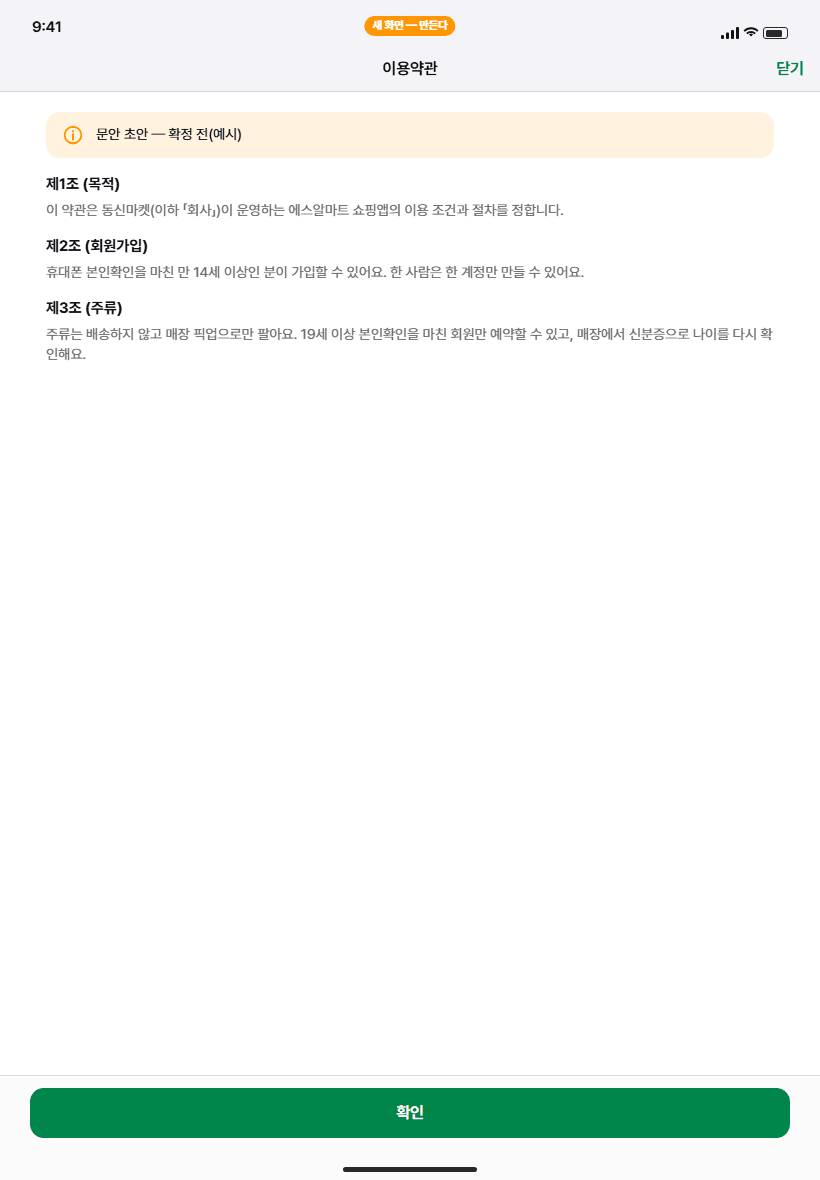 9:41
새 화면 — 만든다
이용약관
닫기
문안 초안 — 확정 전(예시)
제1조 (목적)
이 약관은 동신마켓(이하 「회사」)이 운영하는 에스알마트 쇼핑앱의 이용 조건과 절차를 정합니다.
제2조 (회원가입)
휴대폰 본인확인을 마친 만 14세 이상인 분이 가입할 수 있어요. 한 사람은 한 계정만 만들 수 있어요.
제3조 (주류)
주류는 배송하지 않고 매장 픽업으로만 팔아요. 19세 이상 본인확인을 마친 회원만 예약할 수 있고, 매장에서 신분증으로 나이를 다시 확
인해요.
확인